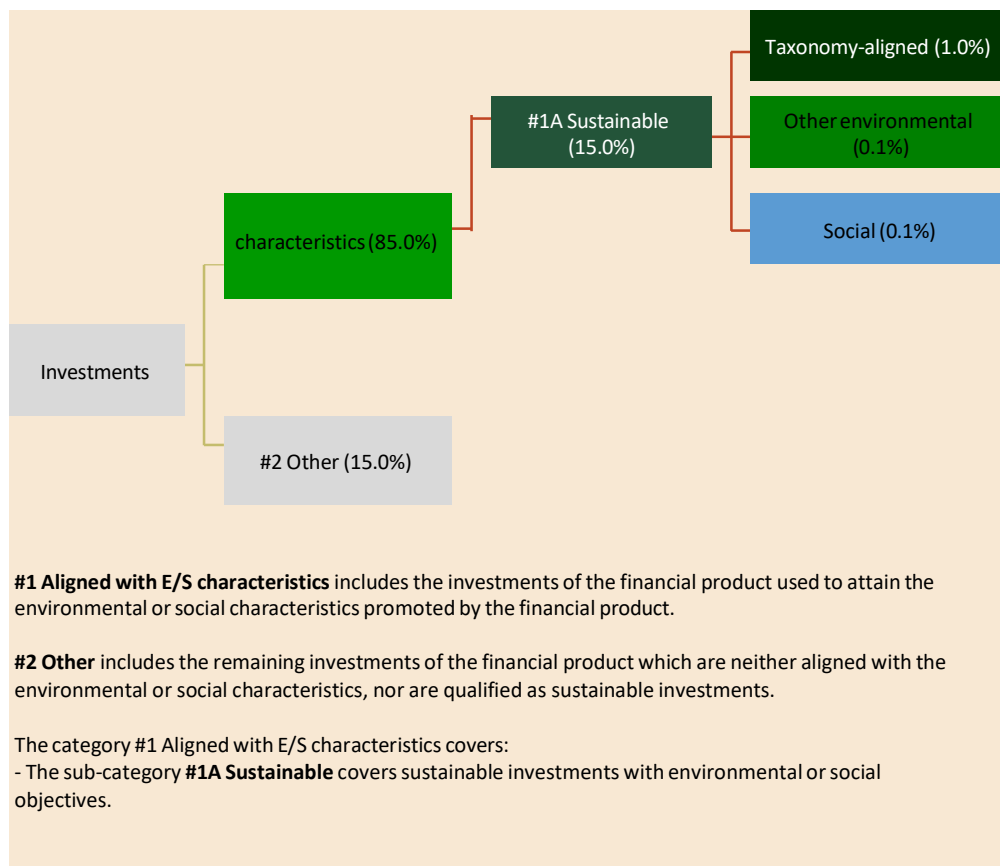 Taxonomy-aligned (1.0%)
#1A Sustainable
(15.0%)
Other environmental
(0.1%)
characteristics (85.0%)
Social (0.1%)
Investments
#2 Other (15.0%)
#1 Aligned with E/S characteristics includes the investments of the financial product used to attain the
environmental or social characteristics promoted by the financial product.
#2 Other includes the remaining investments of the financial product which are neither aligned with the
environmental or social characteristics, nor are qualified as sustainable investments.
The category #1 Aligned with E/S characteristics covers:
- The sub-category #1A Sustainable covers sustainable investments with environmental or social
objectives.